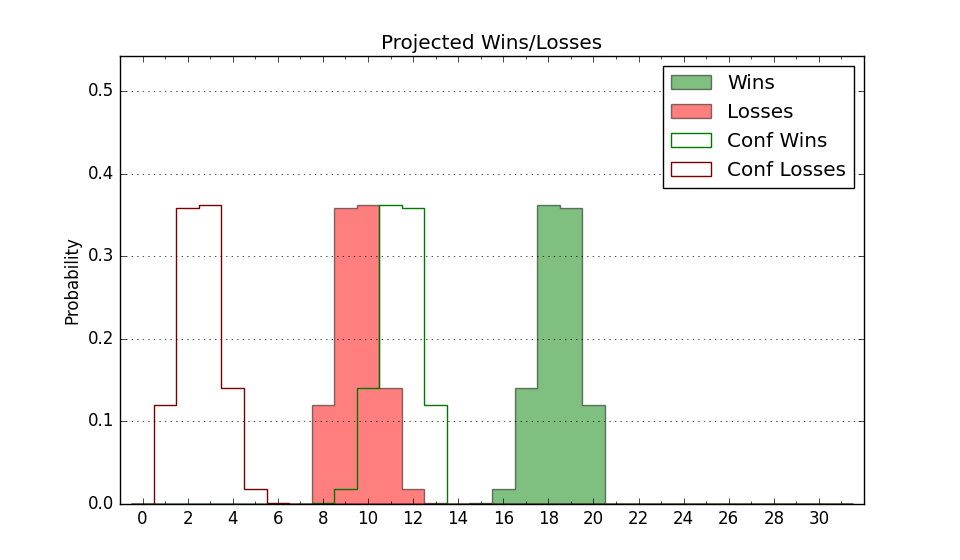 Projected Wins/Losses
Wins
Losses
Conf Wins
Conf Losses
Probability
0.5
0.4
0.3
0.2
0.1
0.0
0 2 4 6 8 10 12 14 16 18 20 22 24 26 28 30